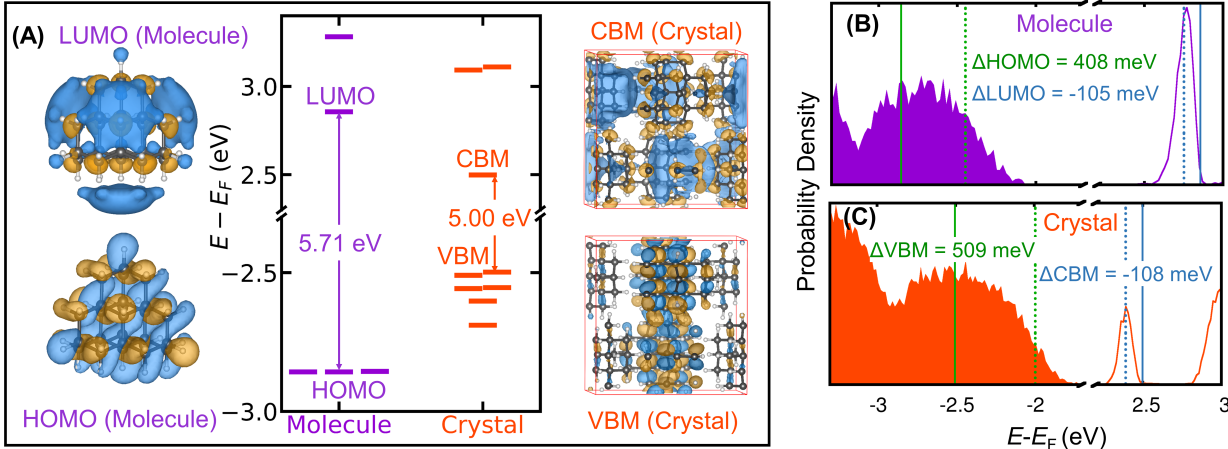 (A)
LUMO (Molecule)
HOMO (Molecule)
E − E_F (eV)
3.0
2.5
−2.5
−3.0
LUMO
5.71 eV
HOMO
CBM
5.00 eV
VBM
Molecule
Crystal
CBM (Crystal)
VBM (Crystal)
Probability Density
(B)
Molecule
ΔHOMO = 408 meV
ΔLUMO = -105 meV
(C)
Crystal
ΔVBM = 509 meV
ΔCBM = -108 meV
-3 -2.5 -2 2.5 3
E-E_F (eV)